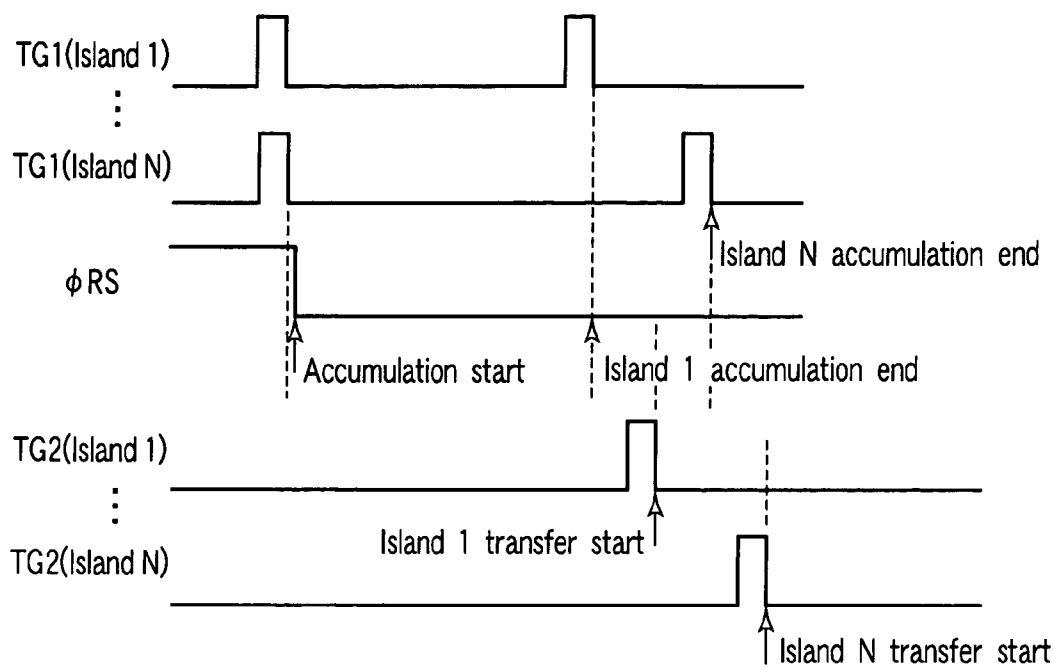 TG1(Island 1)
TG1(Island N)
Island N accumulation end
φRS
Accumulation start
Island 1 accumulation end
TG2(Island 1)
Island 1 transfer start
TG2(Island N)
Island N transfer start